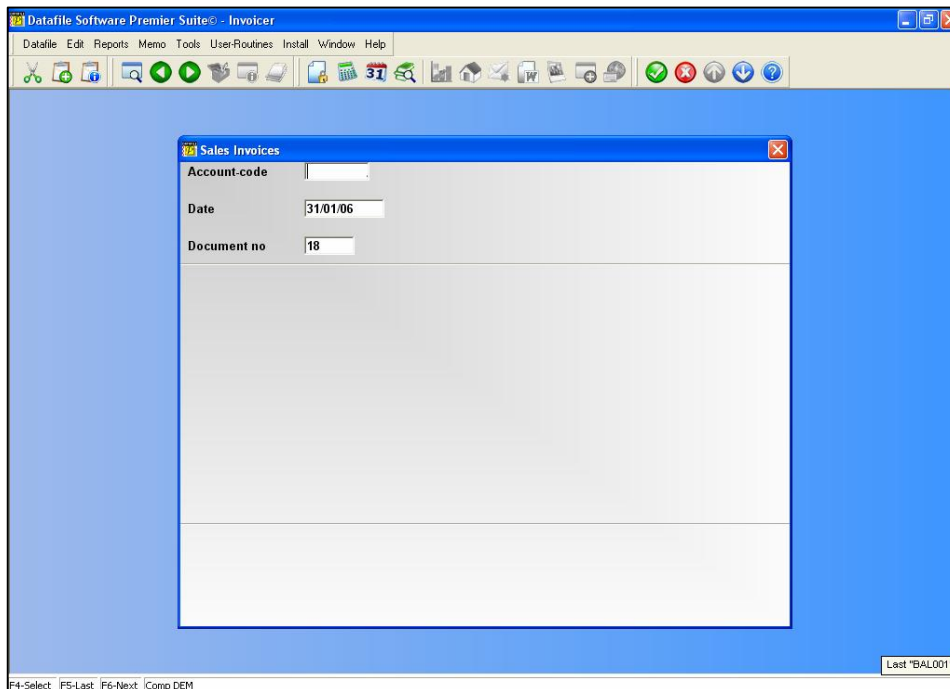 Datafile Software Premier Suite© - Invoicer
Datafile Edit Reports Memo Tools User-Routines Install Window Help
31
Sales Invoices
Account-code
Date 31/01/06
Document no 18
Last "BAL001
F4-Select F5-Last F6-Next Comp DEM